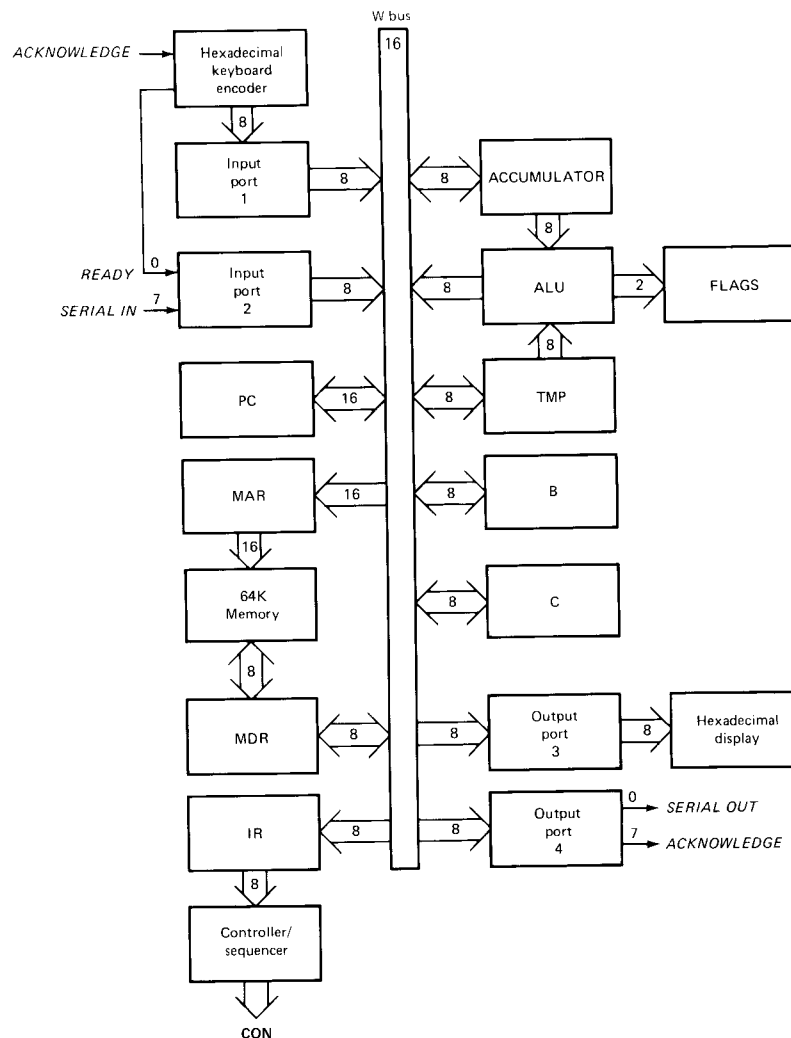 W bus
16
ACKNOWLEDGE
Hexadecimal
keyboard
encoder
8
Input
port
1
8
8
ACCUMULATOR
8
0
READY
7
SERIAL IN
Input
port
2
8
8
ALU
2
FLAGS
8
PC
16
8
TMP
MAR
16
8
B
16
64K
Memory
8
C
8
MDR
8
8
Output
port
3
8
Hexadecimal
display
IR
8
8
Output
port
4
0
SERIAL OUT
7
ACKNOWLEDGE
8
Controller/
sequencer
CON